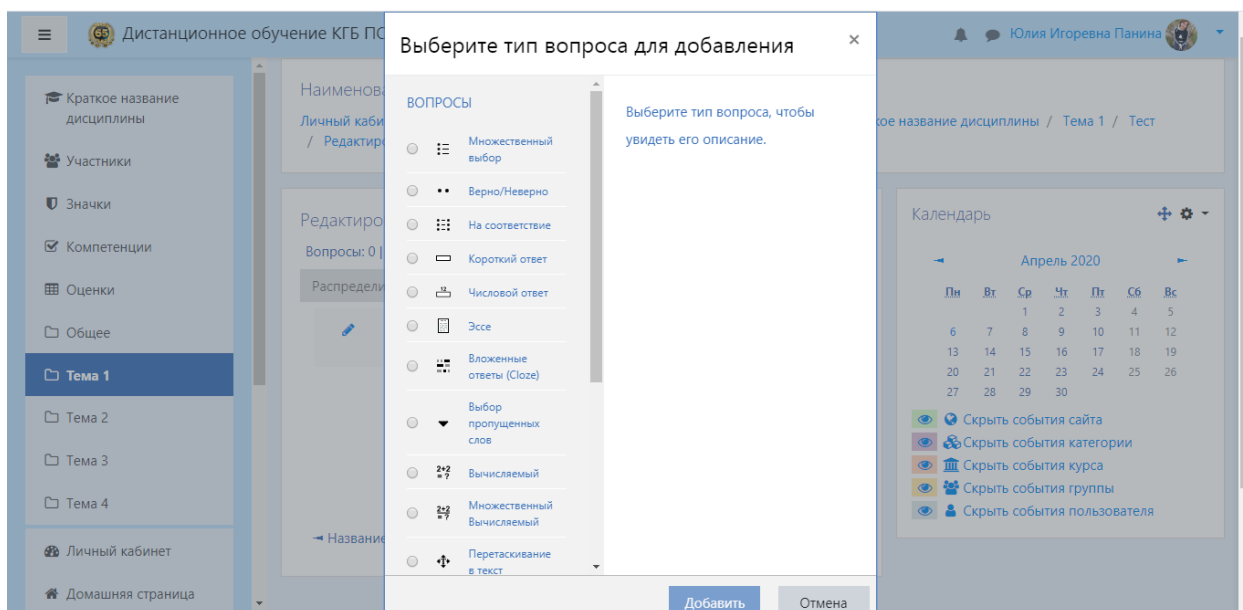 Дистанционное обучение КГБ ПО
Юлия Игоревна Панина
Краткое название
дисциплины
Участники
Значки
Компетенции
Оценки
Общее
Тема 1
Тема 2
Тема 3
Тема 4
Личный кабинет
Домашняя страница
Личный каби
/ Редактиро
кое название дисциплины / Тема 1 / Тест
Вопросы: 0 |
Название
Выберите тип вопроса для добавления
×
ВОПРОСЫ
Множественный
выбор
Верно/Неверно
На соответствие
Короткий ответ
Числовой ответ
Эссе
Вложенные
ответы (Cloze)
Выбор
пропущенных
слов
2+2
= ?
Вычисляемый
2+2
= ?
Множественный
Вычисляемый
Перетаскивание
в текст
Выберите тип вопроса, чтобы
увидеть его описание.
Добавить
Отмена
Календарь
Апрель 2020
Пн Вт Ср Чт Пт Сб Вс
1 2 3 4 5
6 7 8 9 10 11 12
13 14 15 16 17 18 19
20 21 22 23 24 25 26
27 28 29 30
Скрыть события сайта
Скрыть события категории
Скрыть события курса
Скрыть события группы
Скрыть события пользователя